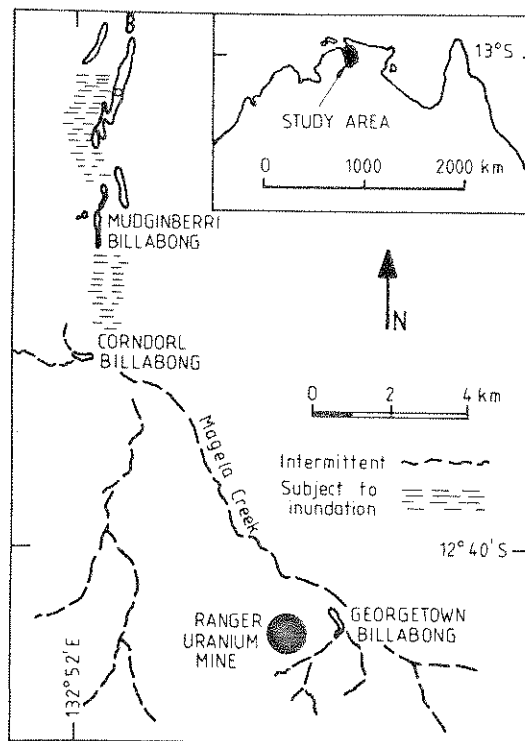 13°S
STUDY AREA
0 1000 2000 km
MUDGINBERRI
BILLABONG
N
CORNDORL
BILLABONG
0 2 4 km
Magela Creek
Intermittent
Subject to
inundation
12°40'S
RANGER
URANIUM
MINE
GEORGETOWN
BILLABONG
132°52'E